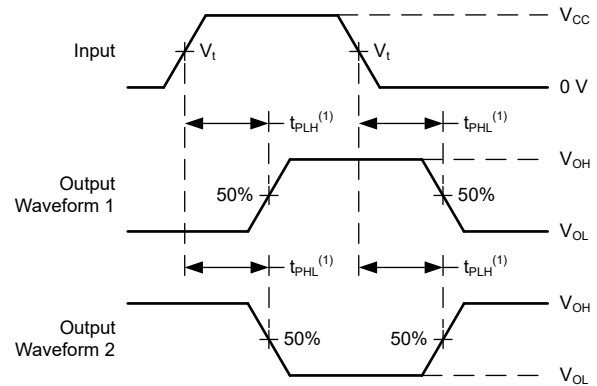 V_CC
Input
V_t
V_t
0 V
t_PLH^(1)
t_PHL^(1)
V_OH
Output
Waveform 1
50%
50%
V_OL
t_PHL^(1)
t_PLH^(1)
V_OH
Output
Waveform 2
50%
50%
V_OL